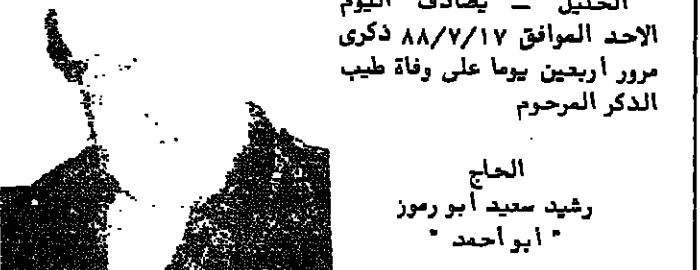 الخليل — يصادف اليوم
الاحد الموافق ٨٨/٧/١٧ ذكرى
مرور أربعين يوما على وفاة طيب
الذكر المرحوم
الحاج
رشيد سعيد أبو رموز
" أبو أحمد "